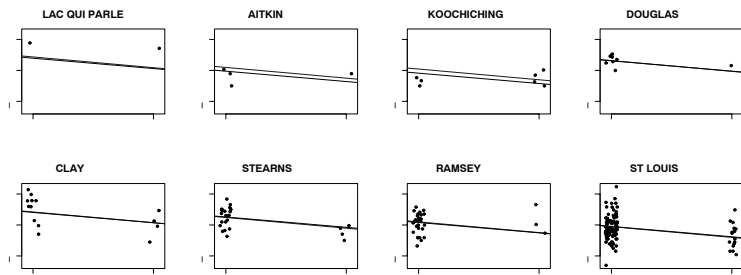 LAC QUI PARLE
AITKIN
KOOCHICHING
DOUGLAS
CLAY
STEARNS
RAMSEY
ST LOUIS